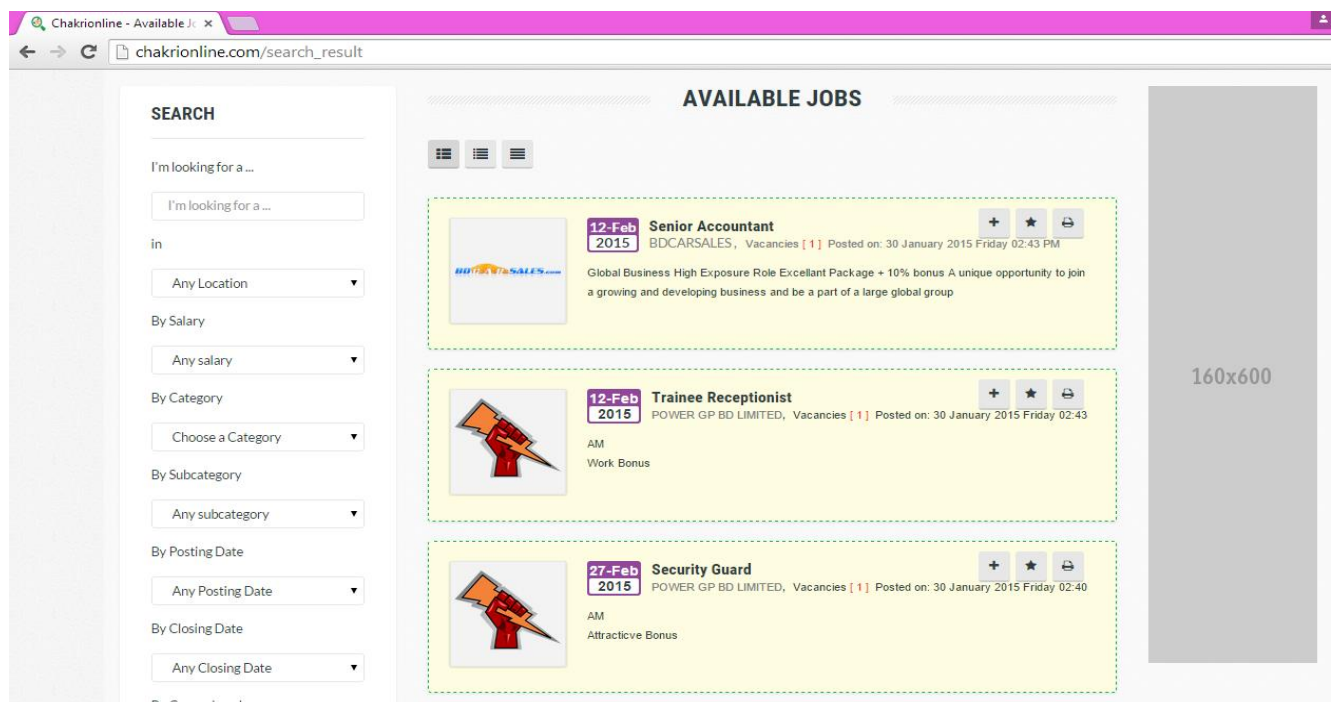 Chakrionline - Available Jo
chakrionline.com/search_result
SEARCH
I'm looking for a ...
I'm looking for a ...
in
Any Location
By Salary
Any salary
By Category
Choose a Category
By Subcategory
Any subcategory
By Posting Date
Any Posting Date
By Closing Date
Any Closing Date
AVAILABLE JOBS
12-Feb
2015
Senior Accountant
BDCARSALES, Vacancies [ 1 ] Posted on: 30 January 2015 Friday 02:43 PM
Global Business High Exposure Role Excellant Package + 10% bonus A unique opportunity to join
a growing and developing business and be a part of a large global group
12-Feb
2015
Trainee Receptionist
POWER GP BD LIMITED, Vacancies [ 1 ] Posted on: 30 January 2015 Friday 02:43
AM
Work Bonus
27-Feb
2015
Security Guard
POWER GP BD LIMITED, Vacancies [ 1 ] Posted on: 30 January 2015 Friday 02:40
AM
Attracticve Bonus
160x600